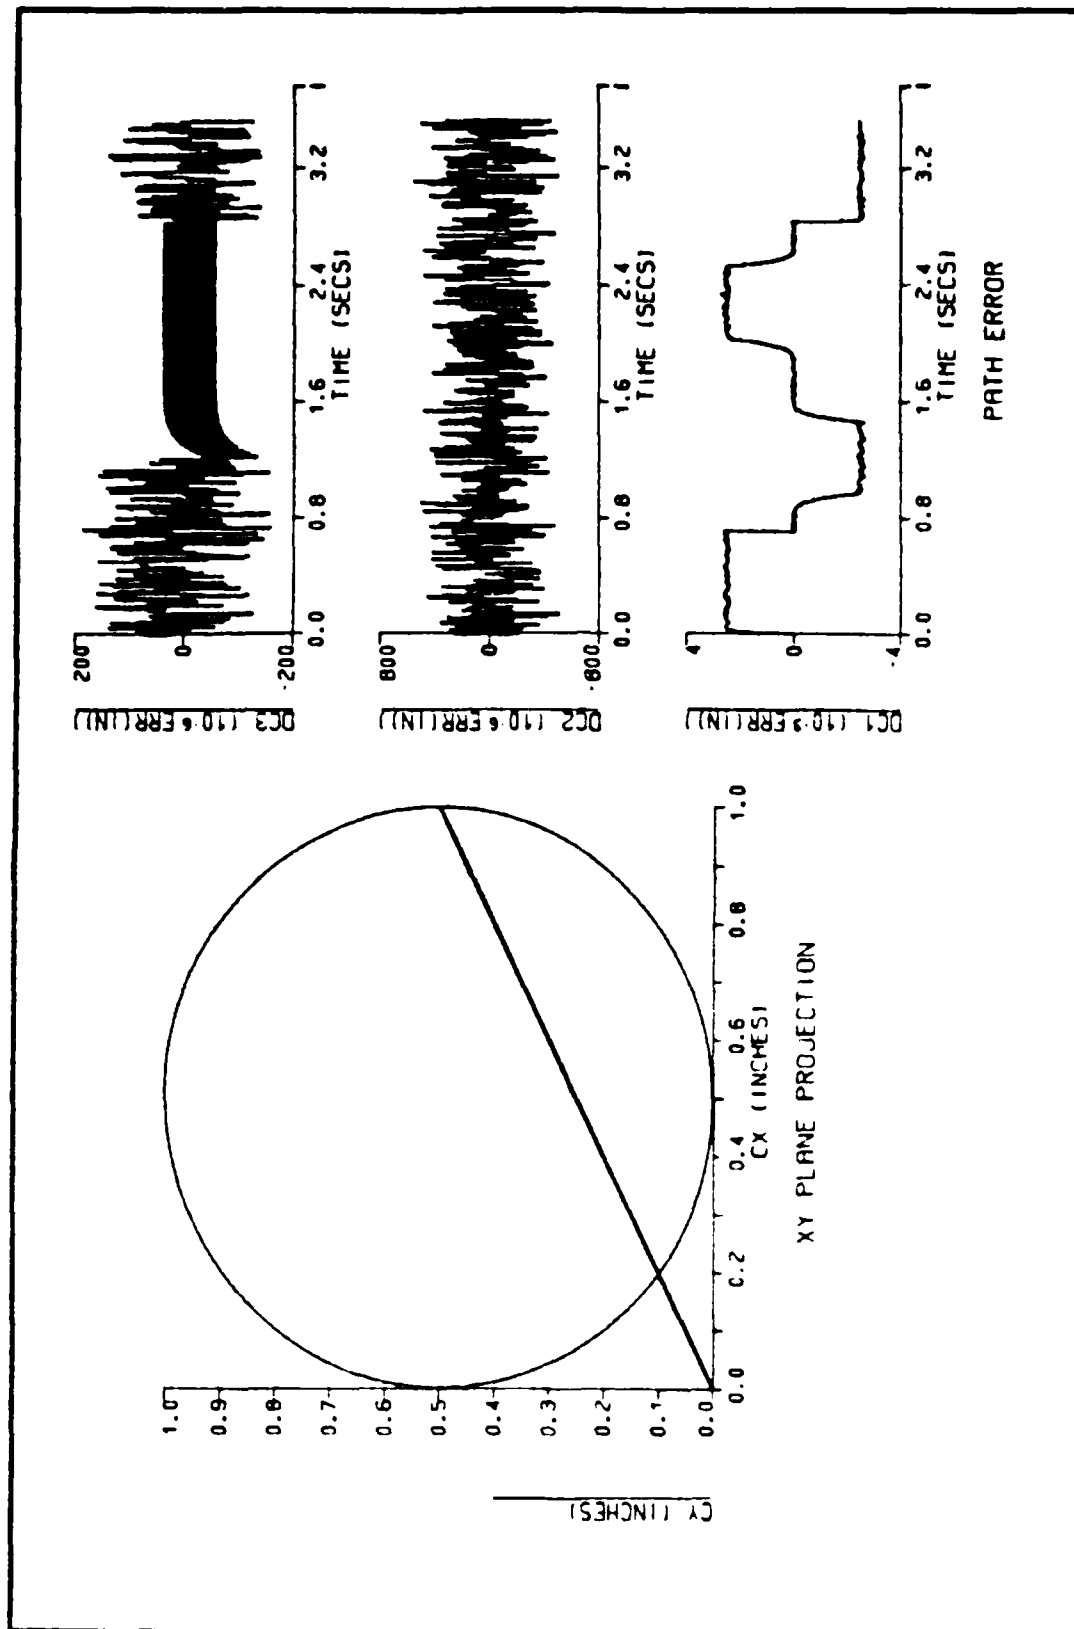 CY (INCHES)
1.0
0.9
0.8
0.7
0.6
0.5
0.4
0.3
0.2
0.1
0.0
0.0 0.2 0.4 0.6 0.8 1.0
CX (INCHES)
XY PLANE PROJECTION
DC3 (10-6 ERR(IN)
200
0
-200
0.0 0.8 1.6 2.4 3.2
TIME (SECS)
DC2 (10-6 ERR(IN)
800
0
-800
0.0 0.8 1.6 2.4 3.2
TIME (SECS)
DC1 (10-3 ERR(IN)
4
0
-4
0.0 0.8 1.6 2.4 3.2
TIME (SECS)
PATH ERROR